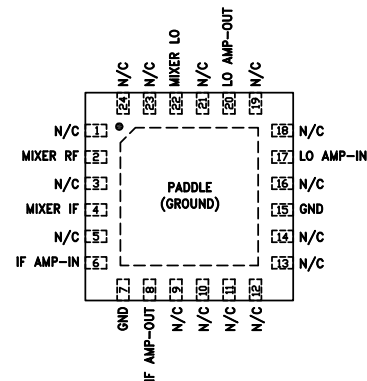 N/C
N/C
MIXER LO
N/C
LO AMP-OUT
N/C
24
23
22
21
20
19
N/C 1
MIXER RF 2
N/C 3
MIXER IF 4
N/C 5
IF AMP-IN 6
PADDLE
(GROUND)
18 N/C
17 LO AMP-IN
16 N/C
15 GND
14 N/C
13 N/C
7
8
9
10
11
12
GND
IF AMP-OUT
N/C
N/C
N/C
N/C